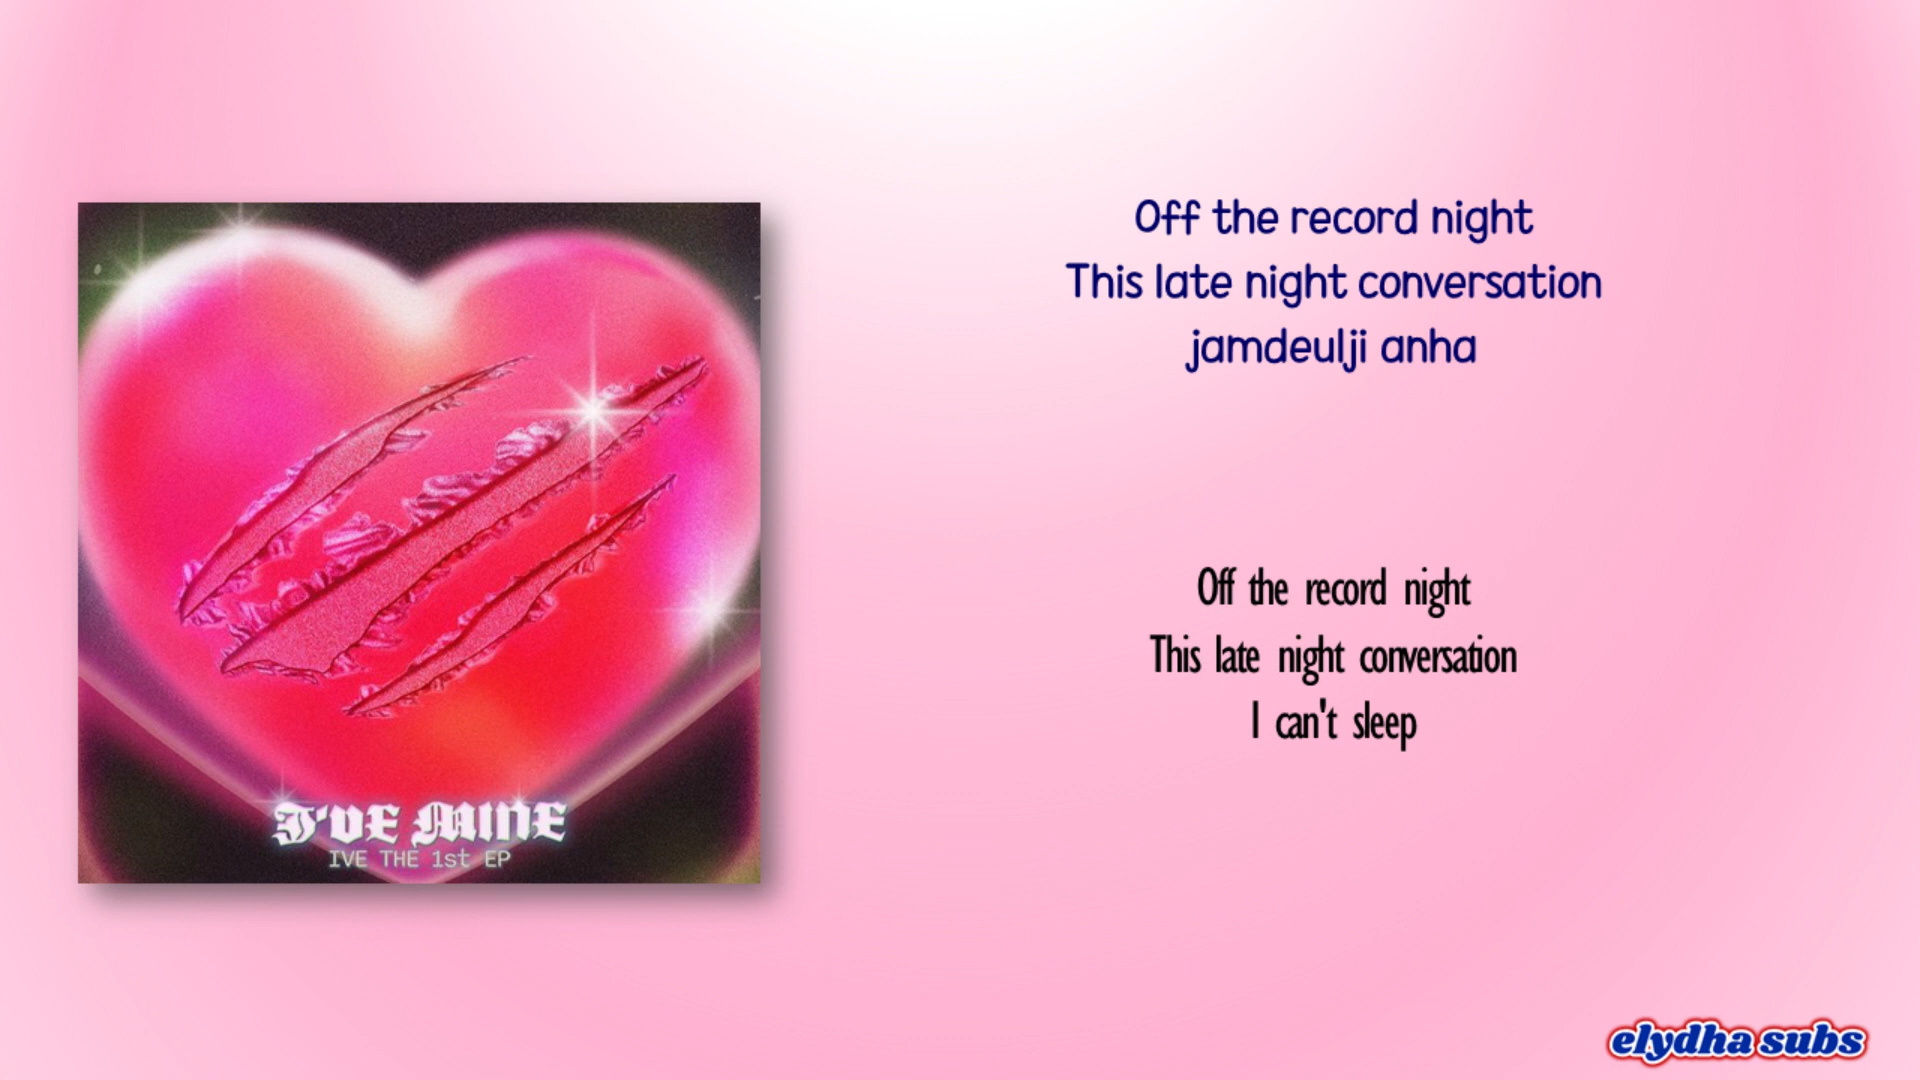 Off the record night
This late night conversation
jamdeulji anha
Off the record night
This late night conversation
I can't sleep
I'VE MINE
IVE THE 1st EP
elydha subs